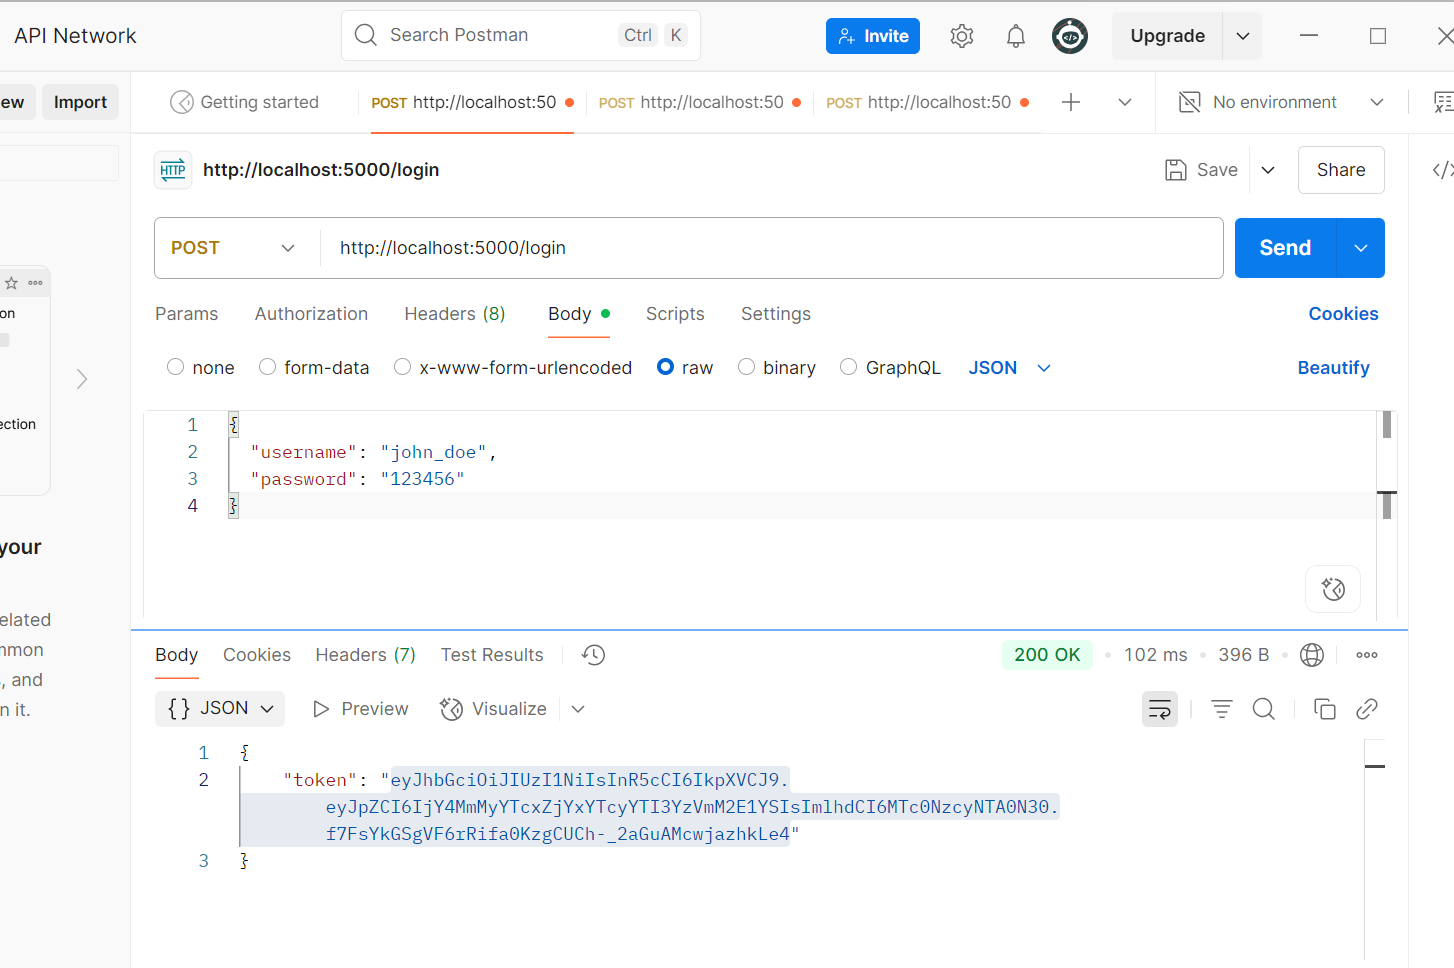 API Network
Search Postman
Ctrl K
Invite
Upgrade
ew
Import
Getting started
POST http://localhost:50
POST http://localhost:50
POST http://localhost:50
No environment
HTTP
http://localhost:5000/login
Save
Share
POST
http://localhost:5000/login
Send
Params
Authorization
Headers (8)
Body
Scripts
Settings
Cookies
none
form-data
x-www-form-urlencoded
raw
binary
GraphQL
JSON
Beautify
1 {
2 "username": "john_doe",
3 "password": "123456"
4 }
on
ection
your
elated
mmon
, and
n it.
Body
Cookies
Headers (7)
Test Results
200 OK
102 ms
396 B
{} JSON
Preview
Visualize
1 {
2 "token": "eyJhbGciOiJIUzI1NiIsInR5cCI6IkpXVCJ9.
eyJpZCI6IjY4MmMyYTcxZjYxYTcyYTI3YzVmM2E1YSIsImlhdCI6MTc0NzcyNTA0N30.
f7FsYkGSgVF6rRifa0KzgCUCh-_2aGuAMcwjazhkLe4"
3 }